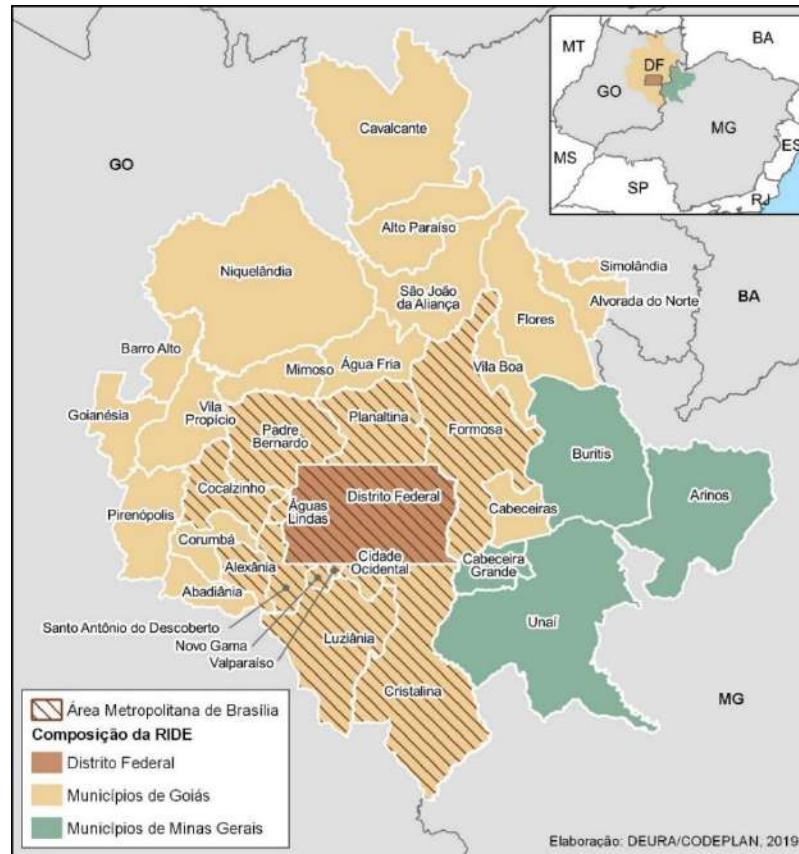 MT
BA
DF
GO
MG
ES
MS
SP
RJ
GO
Cavalcante
Alto Paraíso
Niquelândia
São João
da Aliança
Simolândia
Flores
Alvorada do Norte
BA
Barro Alto
Mimoso
Água Fria
Vila Boa
Goianésia
Vila
Propício
Padre
Bernardo
Planaltina
Formosa
Buritis
Arinos
Cocalzinho
Águas
Lindas
Distrito Federal
Pirenópolis
Cabeceiras
Corumbá
Alexânia
Cidade
Ocidental
Cabeceira
Grande
Abadiânia
Unaí
Santo Antônio do Descoberto
Novo Gama
Valparaíso
Luziânia
Cristalina
MG
Área Metropolitana de Brasília
Composição da RIDE
Distrito Federal
Municípios de Goiás
Municípios de Minas Gerais
Elaboração: DEURA/CODEPLAN, 2019